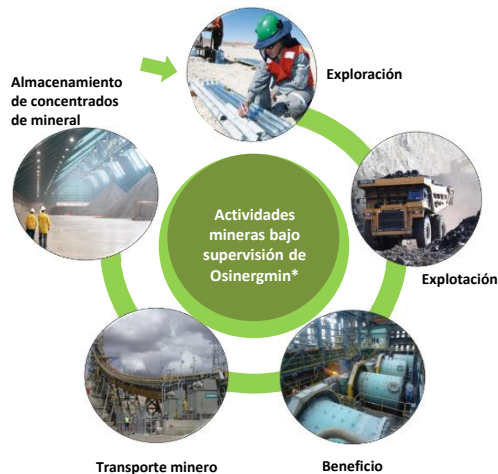 Exploración
Almacenamiento
de concentrados
de mineral
Actividades
mineras bajo
supervisión de
Osinergmin*
Explotación
Transporte minero
Beneficio